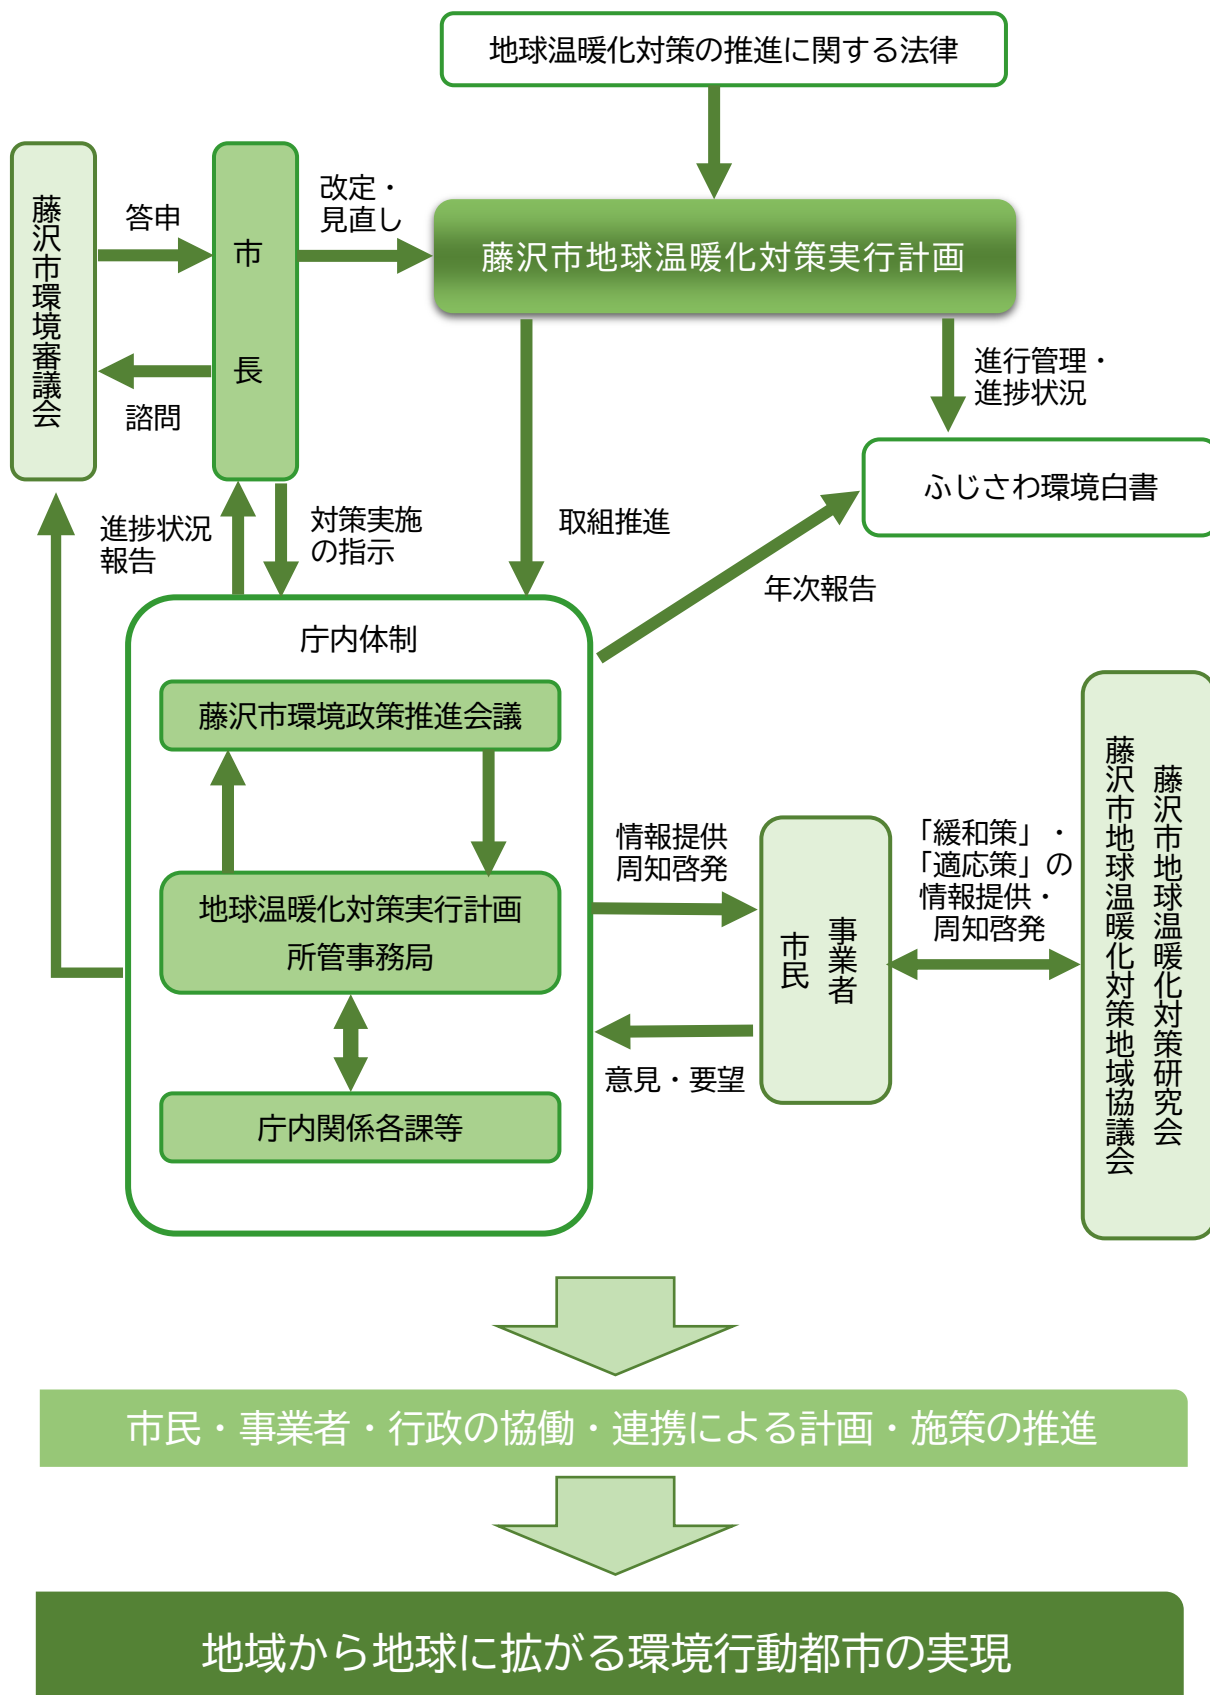 地球温暖化対策の推進に関する法律
藤沢市環境審議会
答申
諮問
市長
改定・
見直し
藤沢市地球温暖化対策実行計画
進行管理・
進捗状況
ふじさわ環境白書
進捗状況
報告
対策実施
の指示
取組推進
年次報告
庁内体制
藤沢市環境政策推進会議
地球温暖化対策実行計画
所管事務局
庁内関係各課等
情報提供
周知啓発
意見・要望
事業者
市民
「緩和策」・
「適応策」の
情報提供・
周知啓発
藤沢市地球温暖化対策研究会
藤沢市地球温暖化対策地域協議会
市民・事業者・行政の協働・連携による計画・施策の推進
地域から地球に拡がる環境行動都市の実現